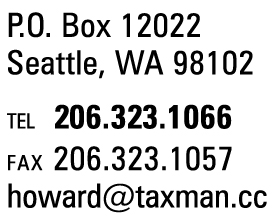 P.O. Box 12022
Seattle, WA 98102
TEL 206.323.1066
FAX 206.323.1057
howard@taxman.cc